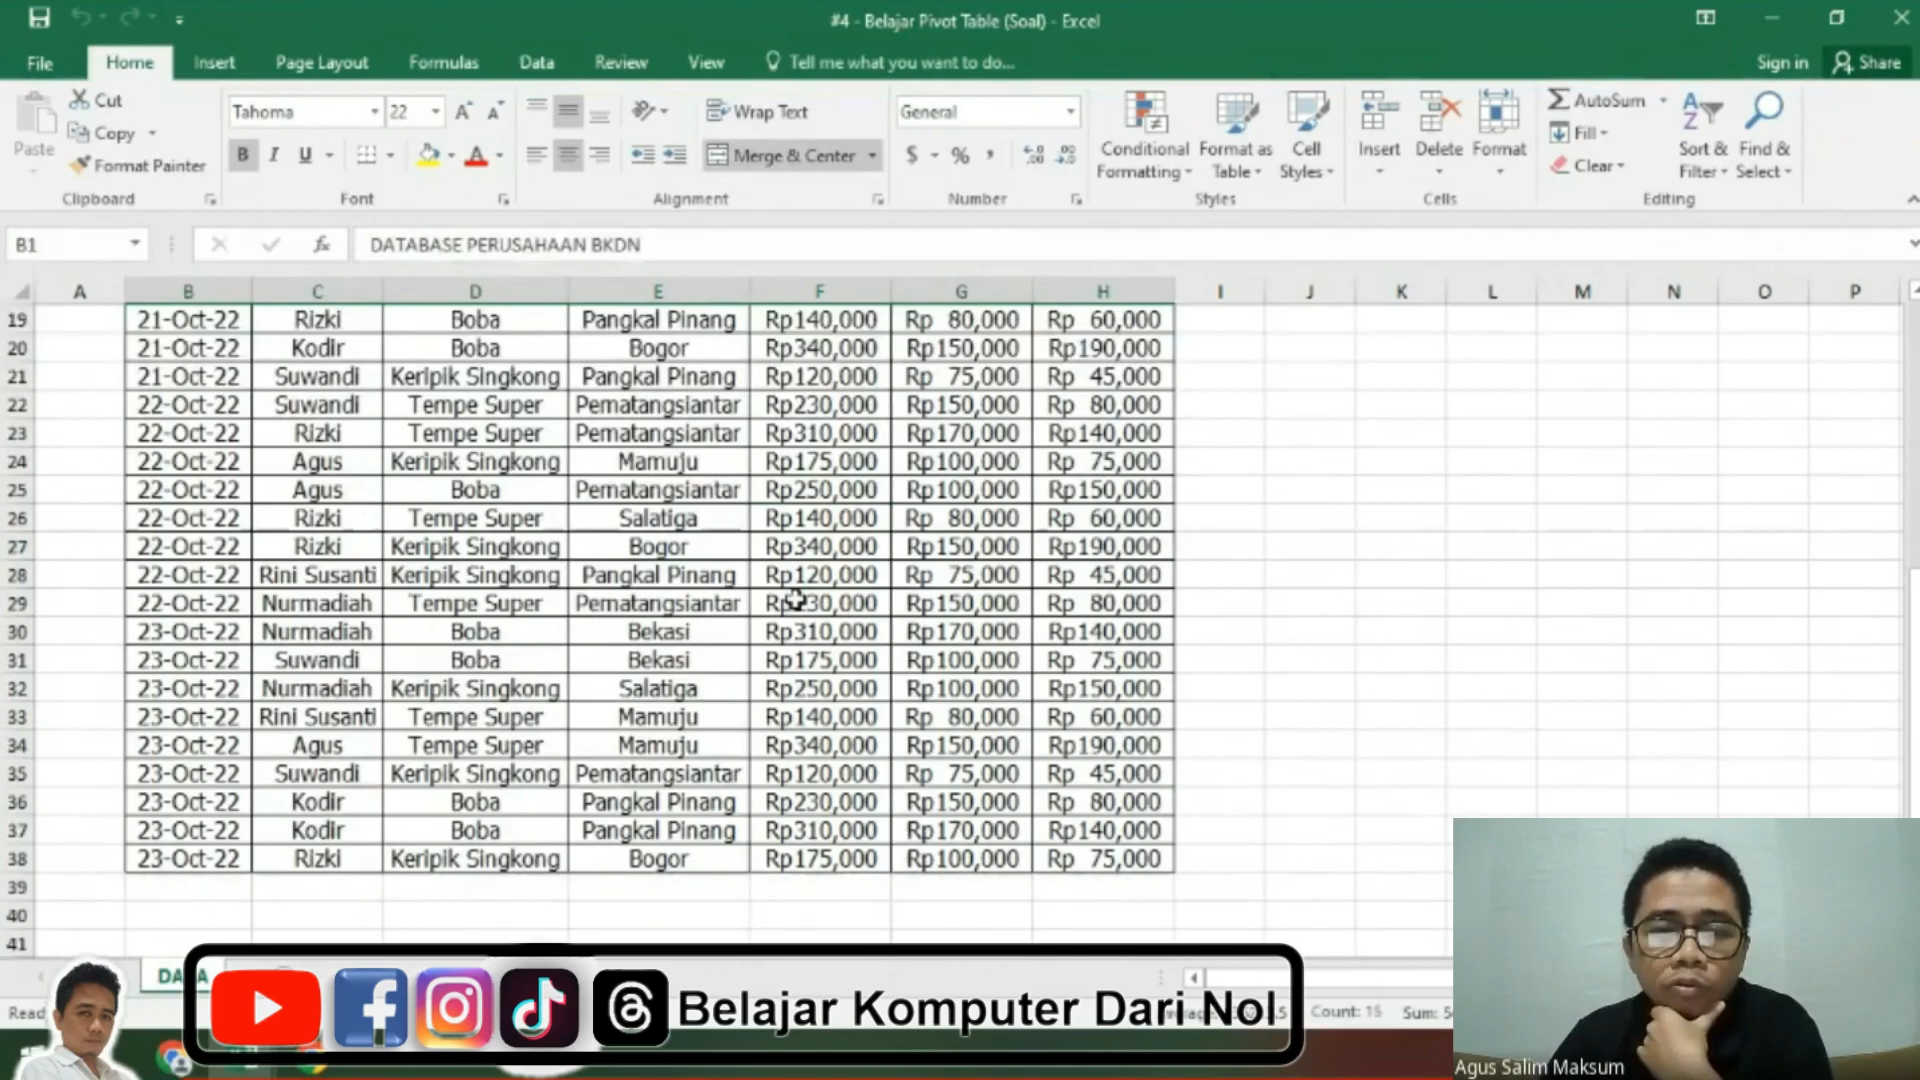 #4 - Belajar Pivot Table (Soal) - Excel
File Home Insert Page Layout Formulas Data Review View Tell me what you want to do... Sign in Share
Cut
Copy
Format Painter
Paste
Clipboard
Tahoma 22
B I U
Font
Wrap Text
Merge & Center
Alignment
General
$ % ,
Number
Conditional Formatting
Format as Table
Cell Styles
Styles
Insert Delete Format
Cells
AutoSum
Fill
Clear
Sort & Filter
Find & Select
Editing
B1 fx DATABASE PERUSAHAAN BKDN
A B C D E F G H I J K L M N O P
19 21-Oct-22 Rizki Boba Pangkal Pinang Rp140,000 Rp 80,000 Rp 60,000
20 21-Oct-22 Kodir Boba Bogor Rp340,000 Rp150,000 Rp190,000
21 21-Oct-22 Suwandi Keripik Singkong Pangkal Pinang Rp120,000 Rp 75,000 Rp 45,000
22 22-Oct-22 Suwandi Tempe Super Pematangsiantar Rp230,000 Rp150,000 Rp 80,000
23 22-Oct-22 Rizki Tempe Super Pematangsiantar Rp310,000 Rp170,000 Rp140,000
24 22-Oct-22 Agus Keripik Singkong Mamuju Rp175,000 Rp100,000 Rp 75,000
25 22-Oct-22 Agus Boba Pematangsiantar Rp250,000 Rp100,000 Rp150,000
26 22-Oct-22 Rizki Tempe Super Salatiga Rp140,000 Rp 80,000 Rp 60,000
27 22-Oct-22 Rizki Keripik Singkong Bogor Rp340,000 Rp150,000 Rp190,000
28 22-Oct-22 Rini Susanti Keripik Singkong Pangkal Pinang Rp120,000 Rp 75,000 Rp 45,000
29 22-Oct-22 Nurmadiah Tempe Super Pematangsiantar Rp230,000 Rp150,000 Rp 80,000
30 23-Oct-22 Nurmadiah Boba Bekasi Rp310,000 Rp170,000 Rp140,000
31 23-Oct-22 Suwandi Boba Bekasi Rp175,000 Rp100,000 Rp 75,000
32 23-Oct-22 Nurmadiah Keripik Singkong Salatiga Rp250,000 Rp100,000 Rp150,000
33 23-Oct-22 Rini Susanti Tempe Super Mamuju Rp140,000 Rp 80,000 Rp 60,000
34 23-Oct-22 Agus Tempe Super Mamuju Rp340,000 Rp150,000 Rp190,000
35 23-Oct-22 Suwandi Keripik Singkong Pematangsiantar Rp120,000 Rp 75,000 Rp 45,000
36 23-Oct-22 Kodir Boba Pangkal Pinang Rp230,000 Rp150,000 Rp 80,000
37 23-Oct-22 Kodir Boba Pangkal Pinang Rp310,000 Rp170,000 Rp140,000
38 23-Oct-22 Rizki Keripik Singkong Bogor Rp175,000 Rp100,000 Rp 75,000
39
40
41
Belajar Komputer Dari Nol
Sum:
Agus Salim Maksum